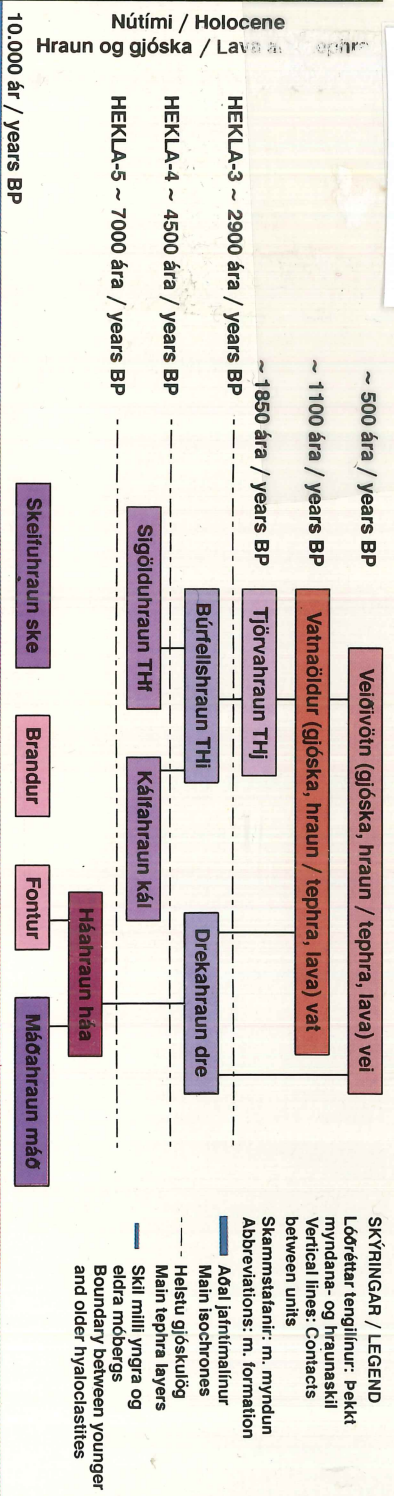 Nútími / Holocene
Hraun og gjóska / Lava
~ 500 ára / years BP
Veiðivötn (gjóska, hraun / tephra, lava) vei
~ 1100 ára / years BP
Vatnaöldur (gjóska, hraun / tephra, lava) vat
~ 1850 ára / years BP
Tjörvahraun THj
HEKLA-3 ~ 2900 ára / years BP
Búrfellshraun THi
Drekahraun dre
HEKLA-4 ~ 4500 ára / years BP
Sigölduhraun THf
Kálfahraun kál
HEKLA-5 ~ 7000 ára / years BP
Háahraun háa
Skeifuhraun ske
Brandur
Fontur
Máðahraun máð
10.000 ár / years BP
SKÝRINGAR / LEGEND
Lóðréttar tengilínur: Þekkt
myndana- og hraunaskil
Vertical lines: Contacts
between units
Skammstafanir: m. myndun
Abbreviations: m. formation
Aðal jafntímalínur
Main isochrones
Helstu gjóskulög
Main tephra layers
Skil milli yngra og
eldra móbergs
Boundary between younger
and older hyaloclastites